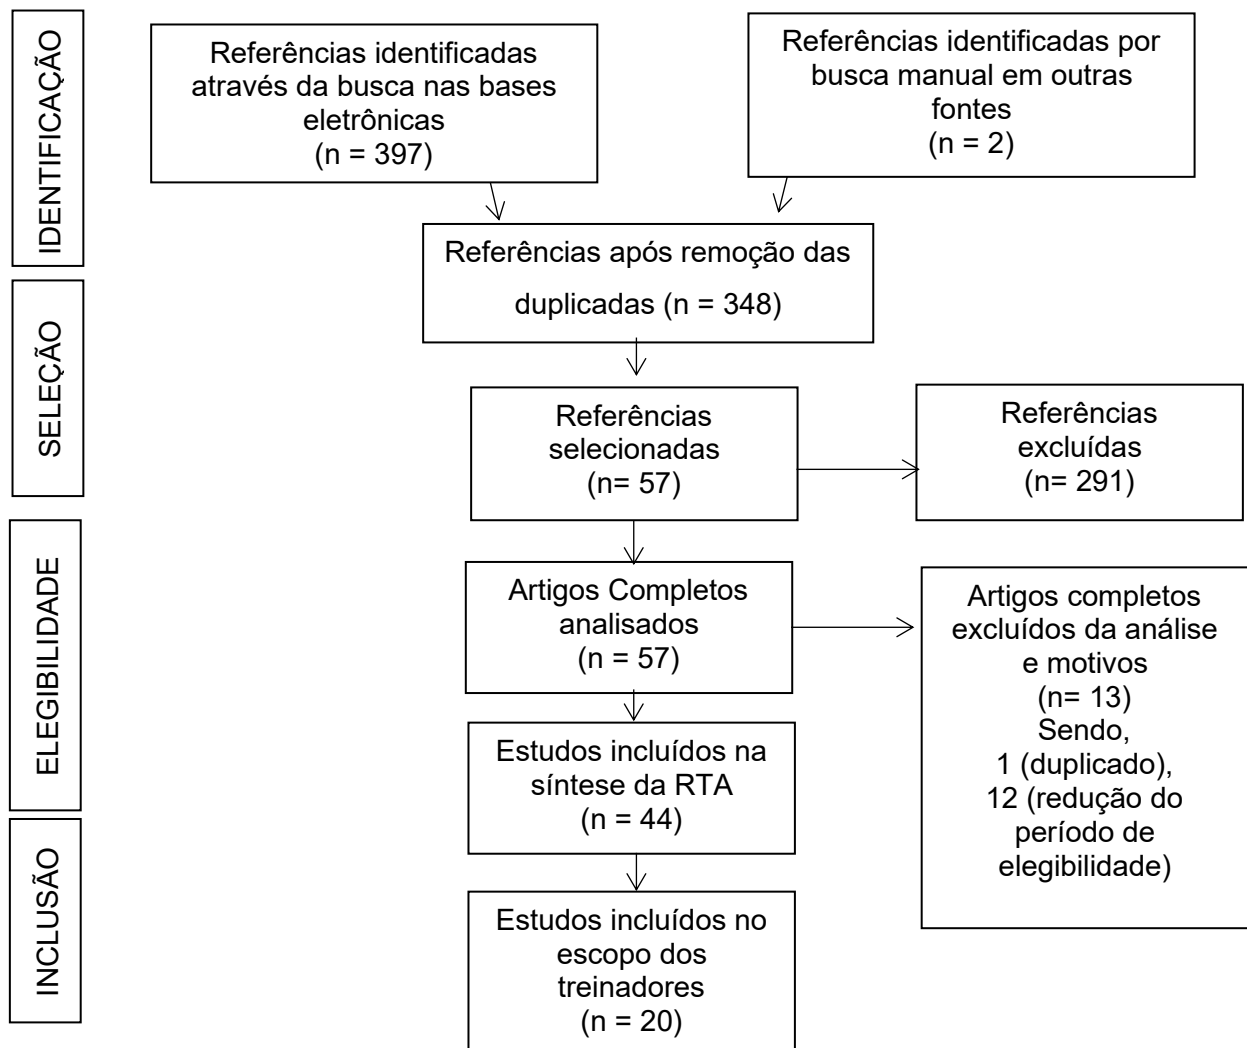 IDENTIFICAÇÃO
Referências identificadas
através da busca nas bases
eletrônicas
(n = 397)
Referências identificadas por
busca manual em outras
fontes
(n = 2)
Referências após remoção das
duplicadas (n = 348)
SELEÇÃO
Referências
selecionadas
(n= 57)
Referências
excluídas
(n= 291)
ELEGIBILIDADE
Artigos Completos
analisados
(n = 57)
Artigos completos
excluídos da análise
e motivos
(n= 13)
Sendo,
1 (duplicado),
12 (redução do
período de
elegibilidade)
Estudos incluídos na
síntese da RTA
(n = 44)
INCLUSÃO
Estudos incluídos no
escopo dos
treinadores
(n = 20)